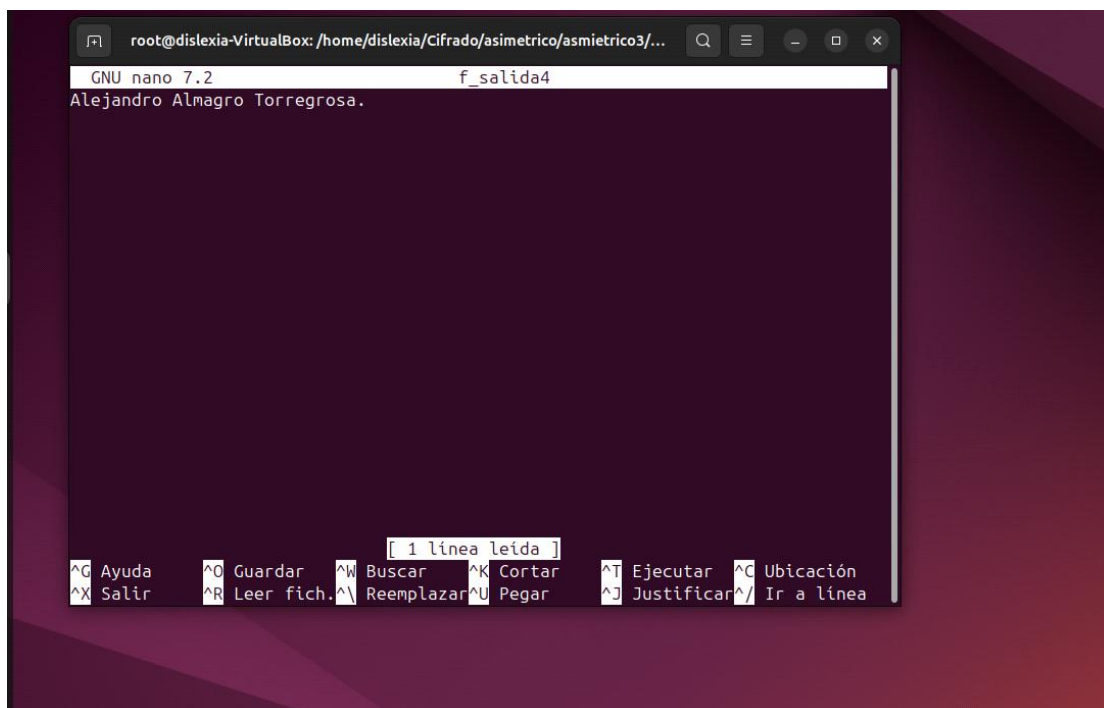 root@dislexia-VirtualBox: /home/dislexia/Cifrado/asimetrico/asmietrico3/...
GNU nano 7.2 f_salida4
Alejandro Almagro Torregrosa.
[ 1 línea leída ]
^G Ayuda ^O Guardar ^W Buscar ^K Cortar ^T Ejecutar ^C Ubicación
^X Salir ^R Leer fich. ^\ Reemplazar ^U Pegar ^J Justificar ^/ Ir a línea